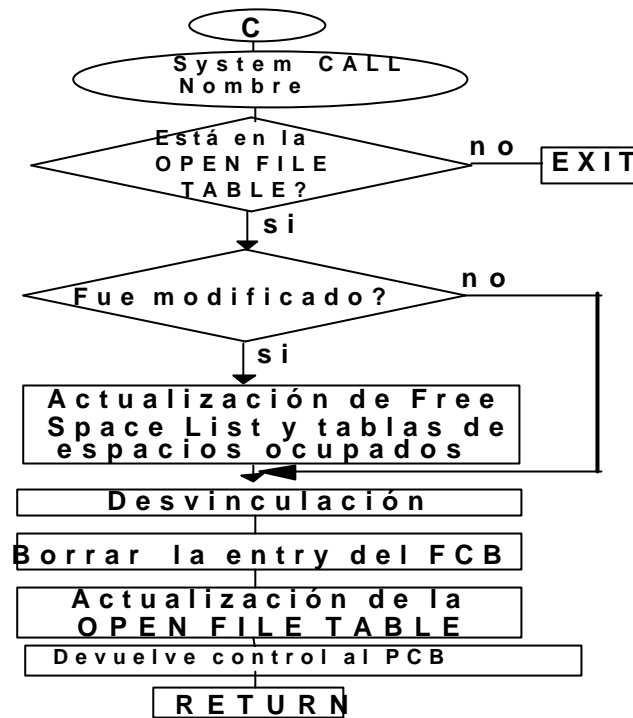 C
System CALL
Nombre
Está en la
OPEN FILE
TABLE?
no
EXIT
si
Fue modificado?
no
si
Actualización de Free
Space List y tablas de
espacios ocupados
Desvinculación
Borrar la entry del FCB
Actualización de la
OPEN FILE TABLE
Devuelve control al PCB
RETURN